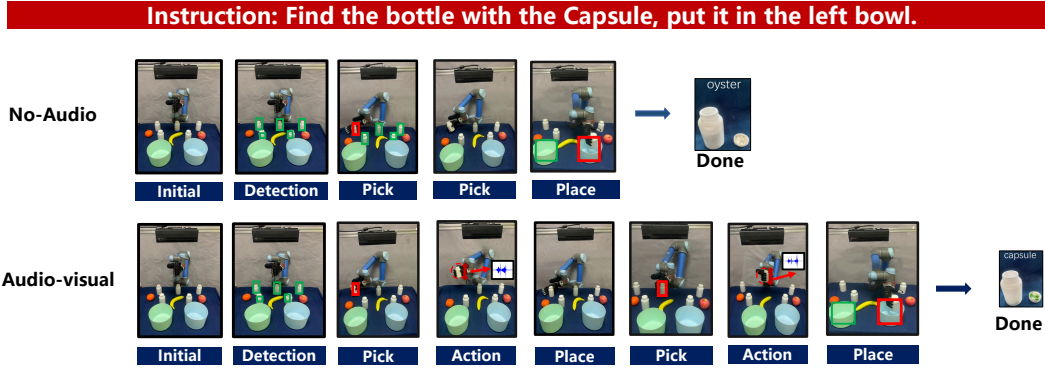 Instruction: Find the bottle with the Capsule, put it in the left bowl.
No-Audio
oyster
Done
Initial
Detection
Pick
Pick
Place
Audio-visual
capsule
Done
Initial
Detection
Pick
Action
Place
Pick
Action
Place